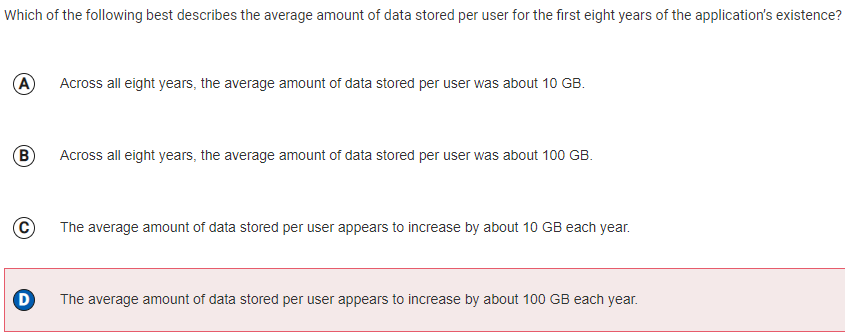 Which of the following best describes the average amount of data stored per user for the first eight years of the application's existence?
A Across all eight years, the average amount of data stored per user was about 10 GB.
B Across all eight years, the average amount of data stored per user was about 100 GB.
C The average amount of data stored per user appears to increase by about 10 GB each year.
D The average amount of data stored per user appears to increase by about 100 GB each year.